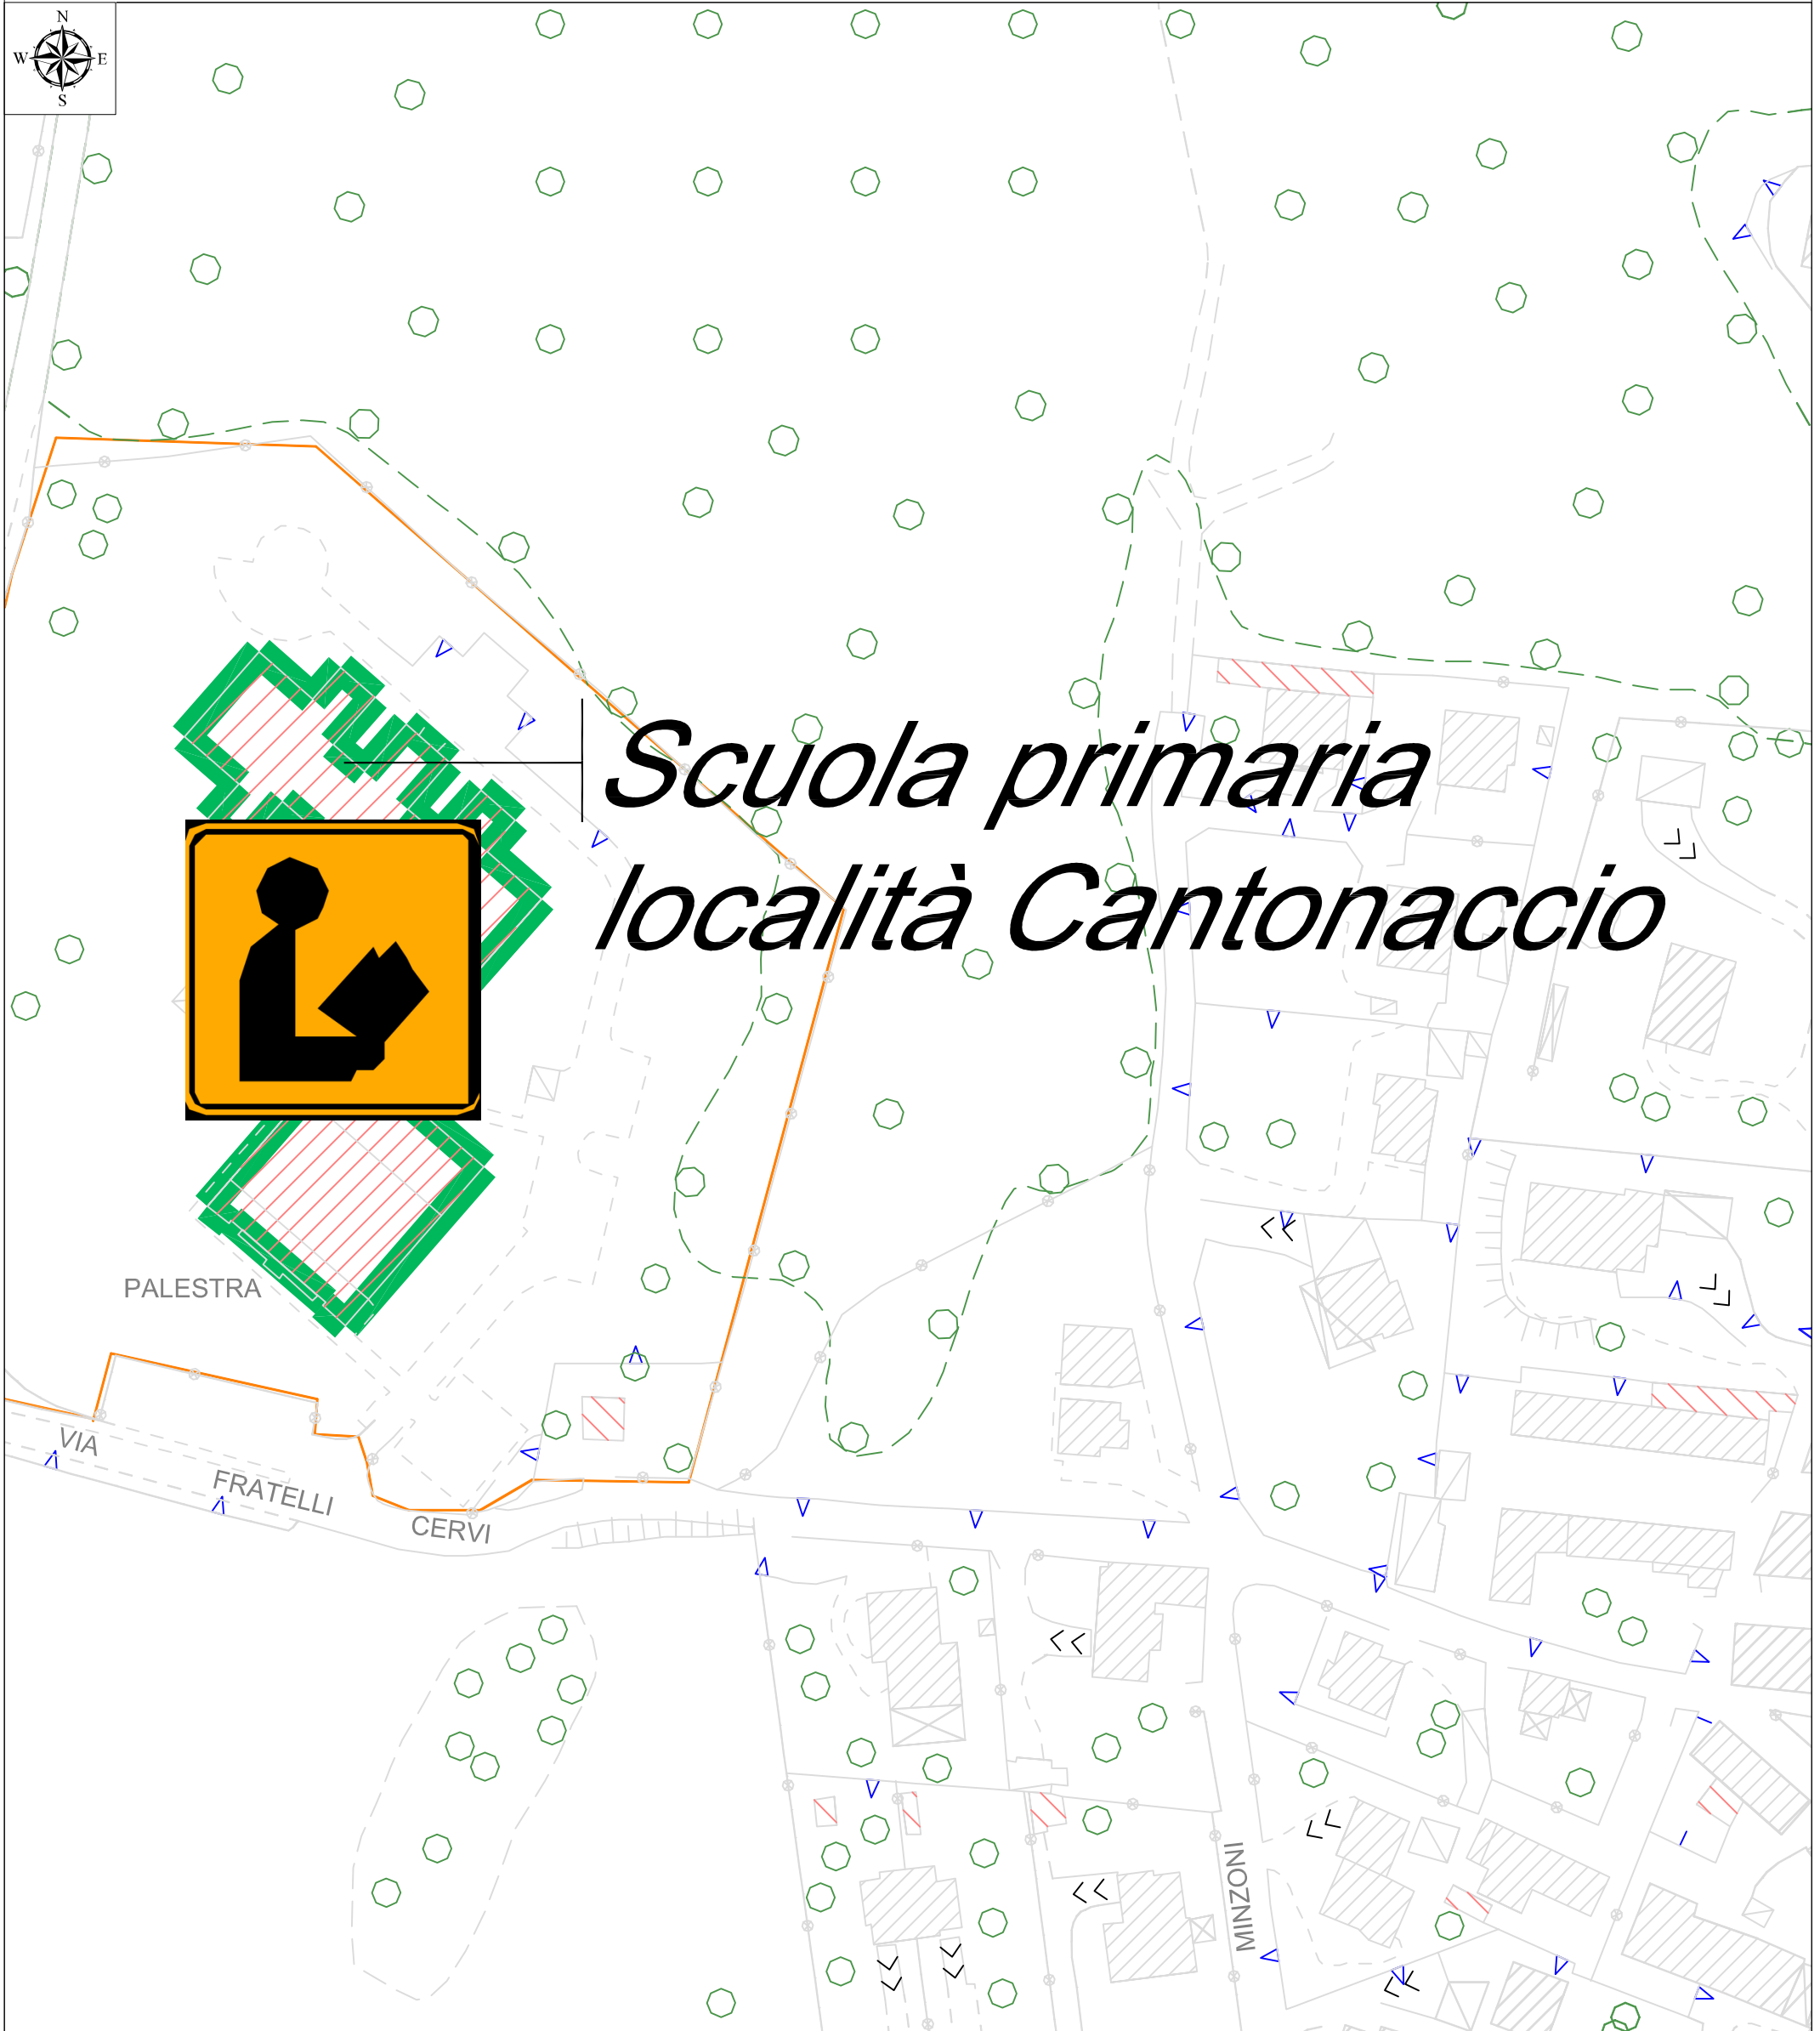 N
W E
S
Scuola primaria
località Cantonaccio
PALESTRA
VIA
FRATELLI
CERVI
MINZONI